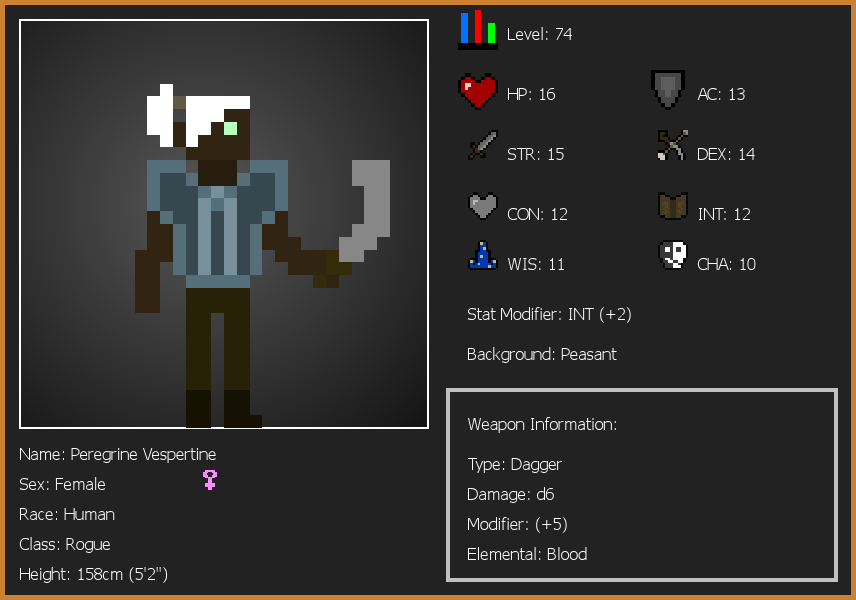 Level: 74
HP: 16
AC: 13
STR: 15
DEX: 14
CON: 12
INT: 12
WIS: 11
CHA: 10
Stat Modifier: INT (+2)
Background: Peasant
Weapon Information:
Type: Dagger
Damage: d6
Modifier: (+5)
Elemental: Blood
Name: Peregrine Vespertine
Sex: Female
Race: Human
Class: Rogue
Height: 158cm (5'2")